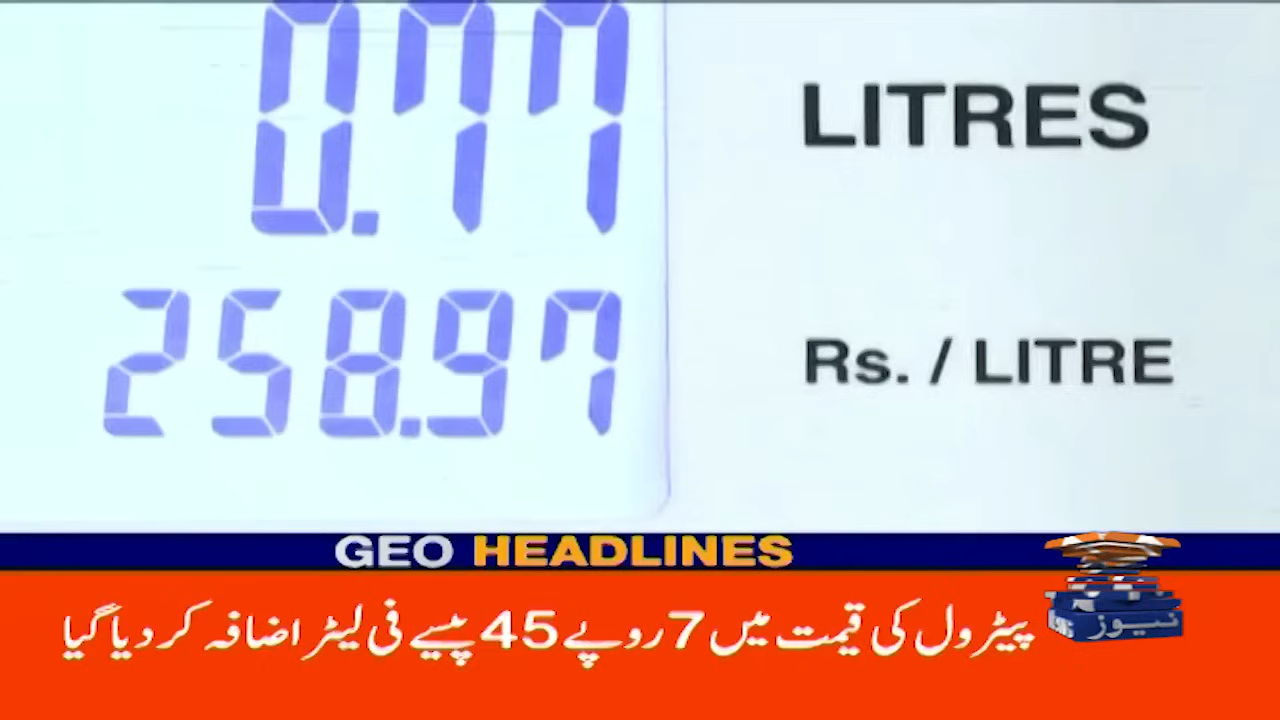 0.77 LITRES
258.97 Rs. / LITRE
GEO HEADLINES
پیٹرول کی قیمت میں 7 روپے 45 پیسے فی لیٹر اضافہ کر دیا گیا
نیوز